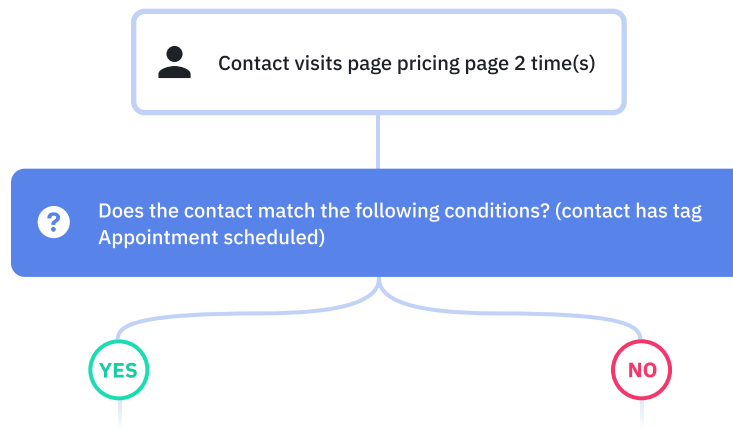 Contact visits page pricing page 2 time(s)
?
Does the contact match the following conditions? (contact has tag
Appointment scheduled)
YES
NO